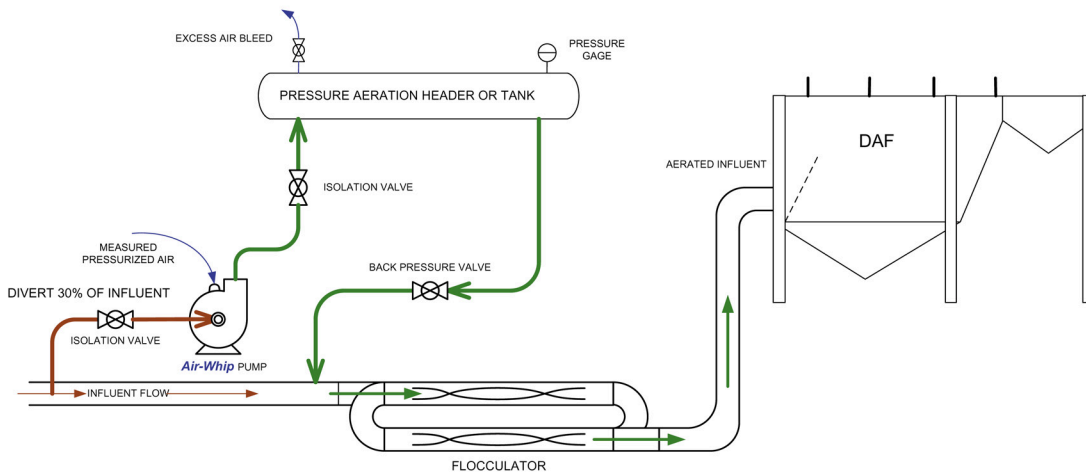 EXCESS AIR BLEED
PRESSURE
GAGE
PRESSURE AERATION HEADER OR TANK
DAF
AERATED INFLUENT
ISOLATION VALVE
MEASURED
PRESSURIZED AIR
BACK PRESSURE VALVE
DIVERT 30% OF INFLUENT
ISOLATION VALVE
Air-Whip PUMP
INFLUENT FLOW
FLOCCULATOR